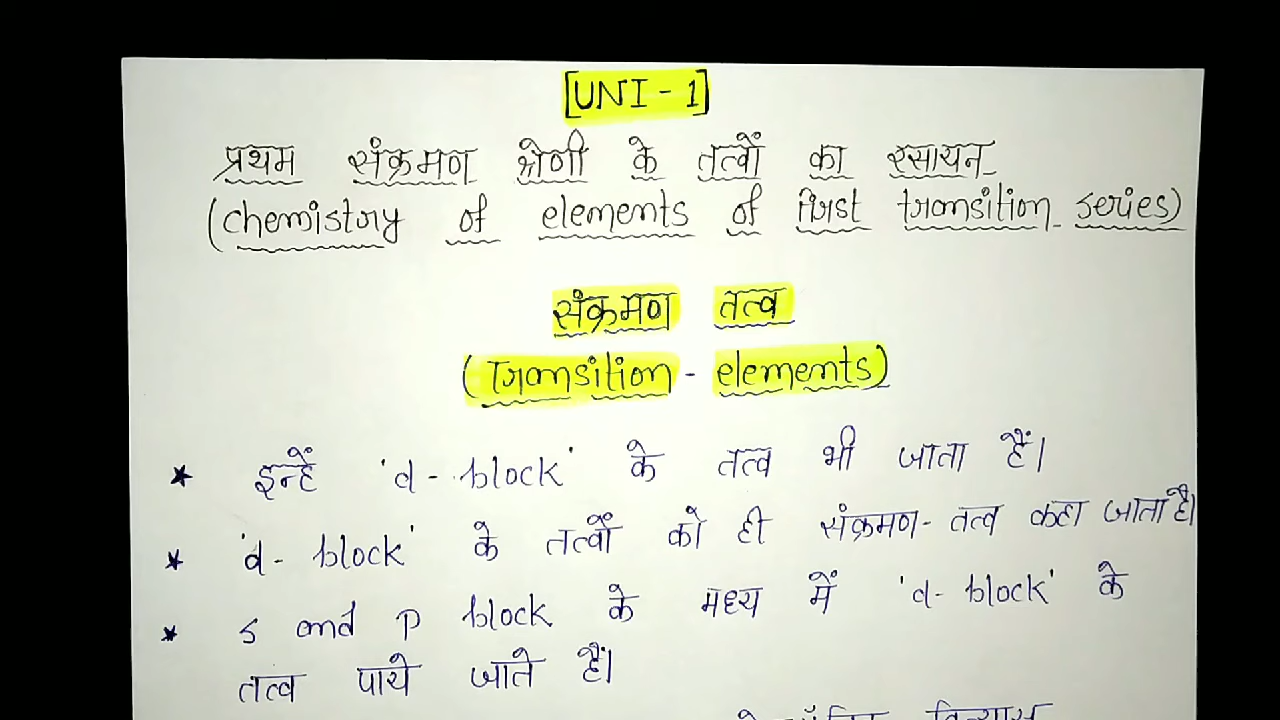 [UNI - 1]
प्रथम संक्रमण श्रेणी के तत्वों का रसायन
(chemistry of elements of first transition series)
संक्रमण तत्व
(Transition - elements)
★ इन्हें 'd - block' के तत्व भी जाता हैं।
★ 'd - block' के तत्वों को ही संक्रमण - तत्व कहा जाता है।
★ s and p block के मध्य में 'd - block' के
तत्व पाये जाते हैं।